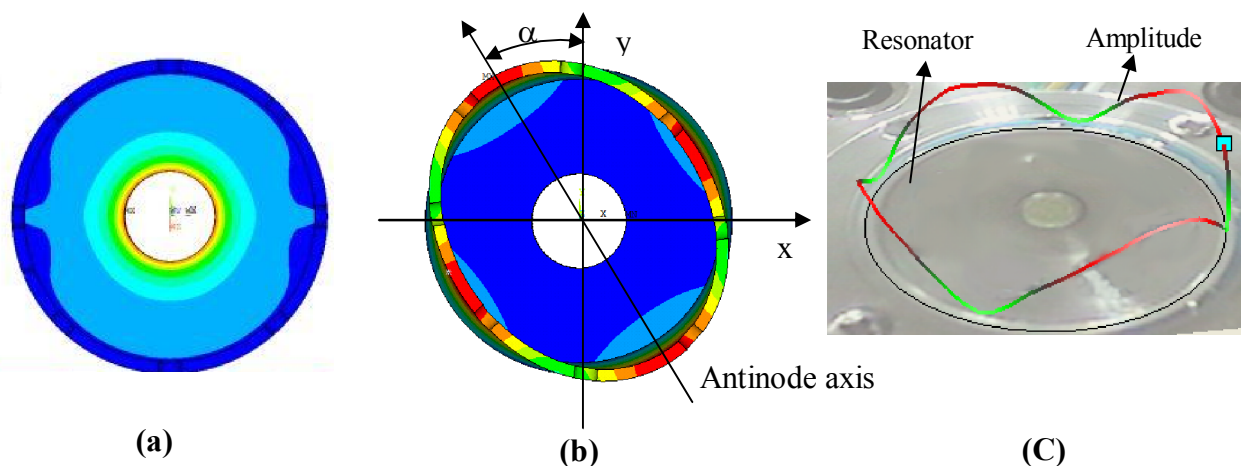 α
y
x
x
Antinode axis
Resonator
Amplitude
(a)
(b)
(C)